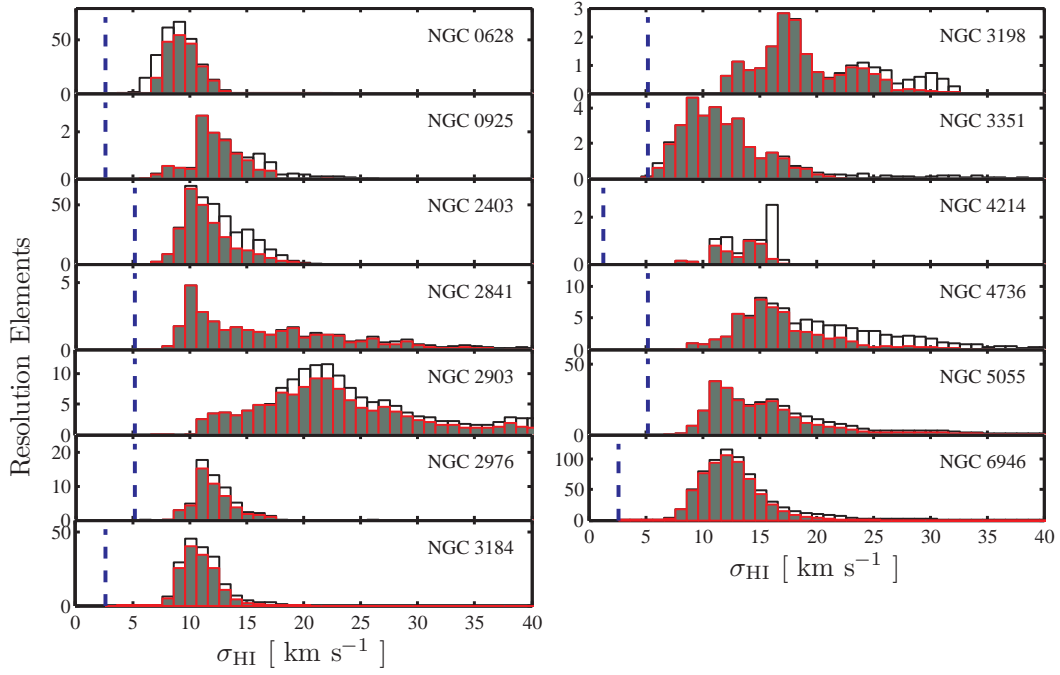 Resolution Elements
NGC 0628
50
0
NGC 0925
2
0
NGC 2403
50
0
NGC 2841
5
0
NGC 2903
10
5
0
NGC 2976
20
10
0
NGC 3184
50
0
0 5 10 15 20 25 30 35 40
σHI [ km s⁻¹ ]
NGC 3198
3
2
1
0
NGC 3351
4
2
0
NGC 4214
2
0
NGC 4736
10
5
0
NGC 5055
50
0
NGC 6946
100
50
0
0 5 10 15 20 25 30 35 40
σHI [ km s⁻¹ ]